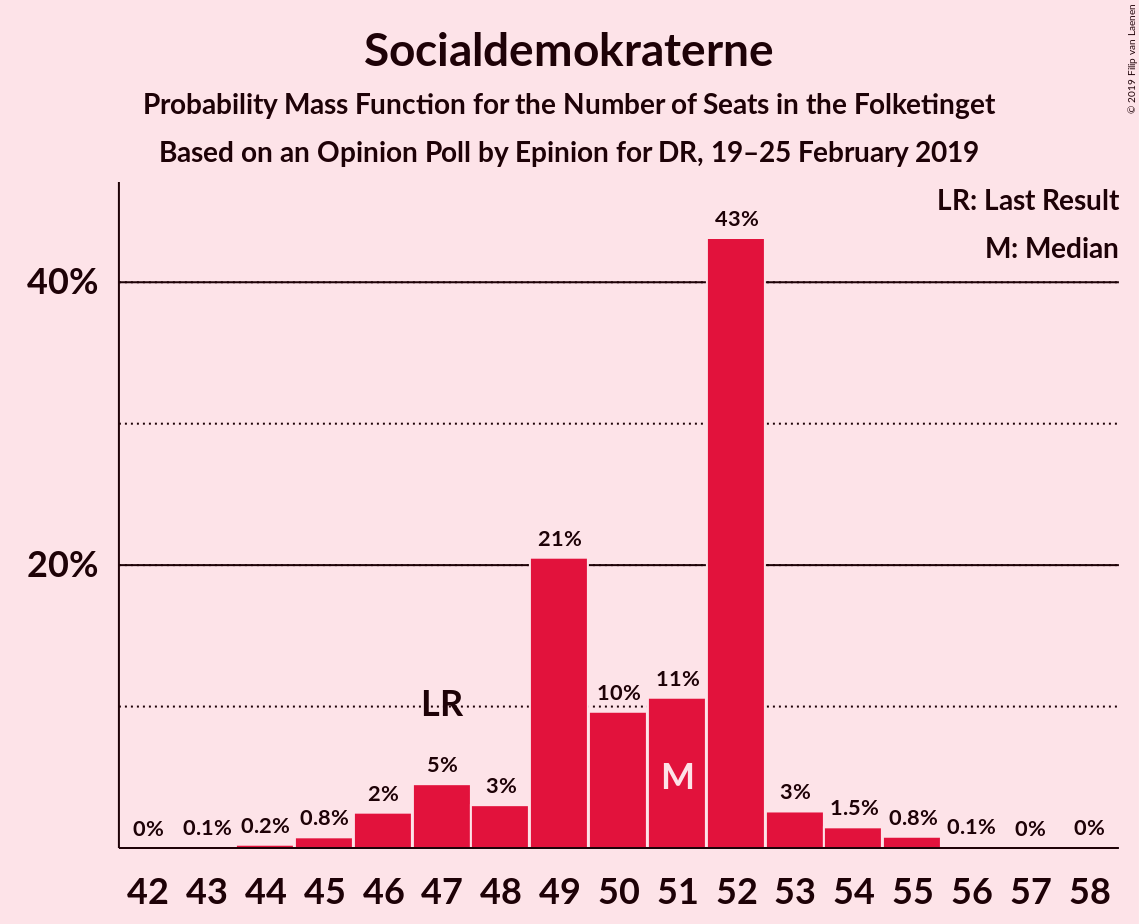 Socialdemokraterne
Probability Mass Function for the Number of Seats in the Folketinget
Based on an Opinion Poll by Epinion for DR, 19–25 February 2019
© 2019 Filip van Laenen
LR: Last Result
M: Median
40%
20%
0%
0.1%
0.2%
0.8%
2%
5%
3%
21%
10%
11%
43%
3%
1.5%
0.8%
0.1%
0%
0%
LR
M
42 43 44 45 46 47 48 49 50 51 52 53 54 55 56 57 58